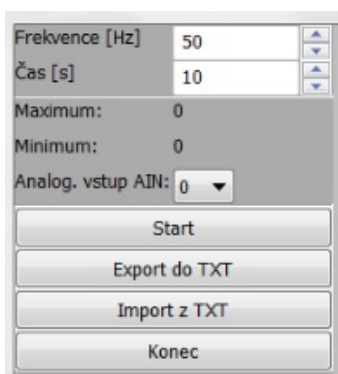 Frekvence [Hz] 50
Čas [s] 10
Maximum: 0
Minimum: 0
Analog. vstup AIN: 0
Start
Export do TXT
Import z TXT
Konec